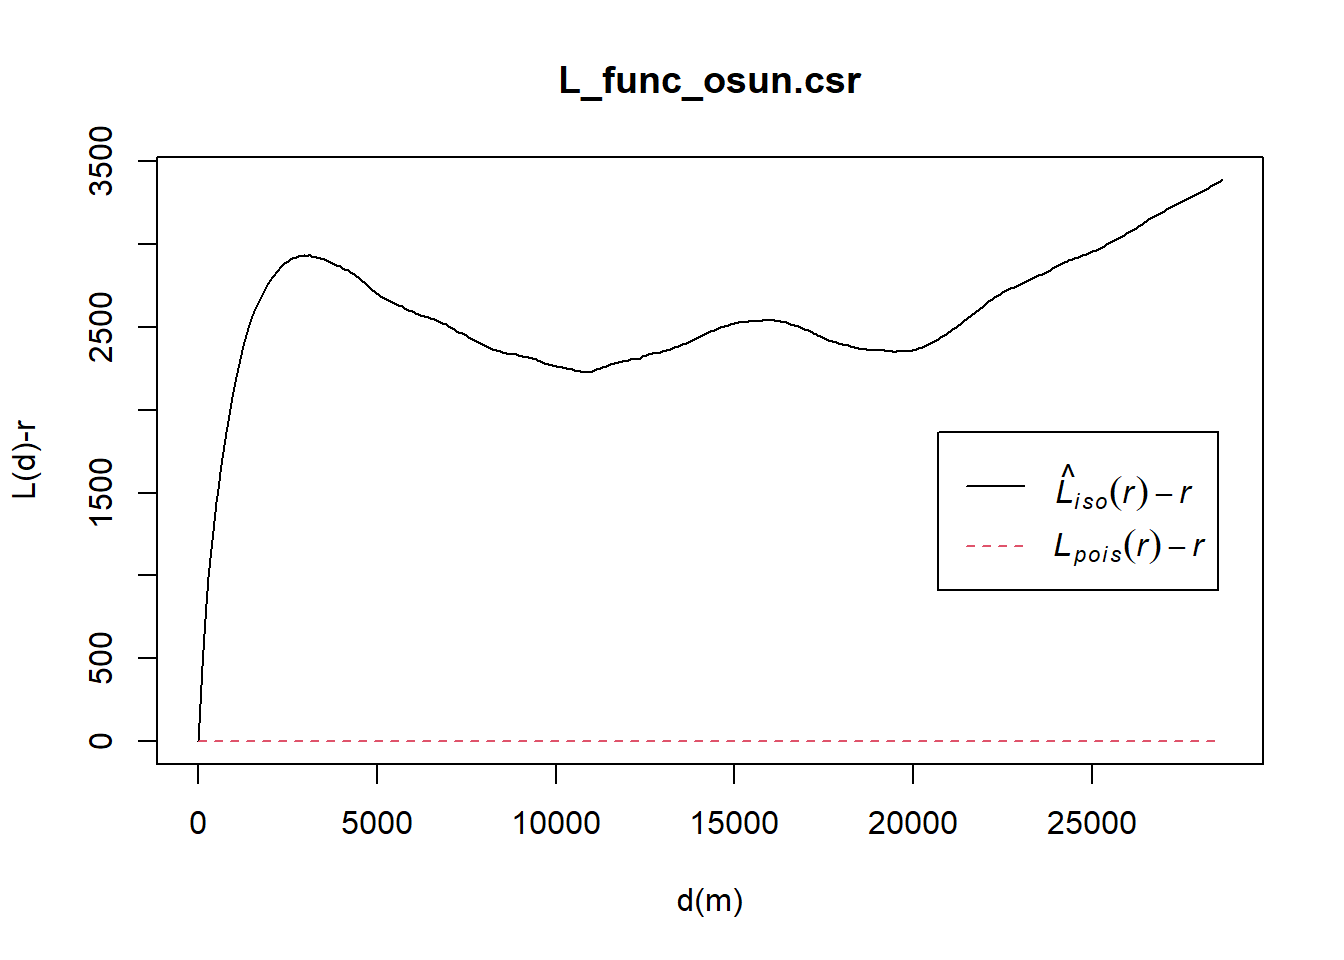 L_func_osun.csr
L(d)-r
3500
2500
1500
500
0
L̂iso(r) − r
Lpois(r) − r
0 5000 10000 15000 20000 25000
d(m)